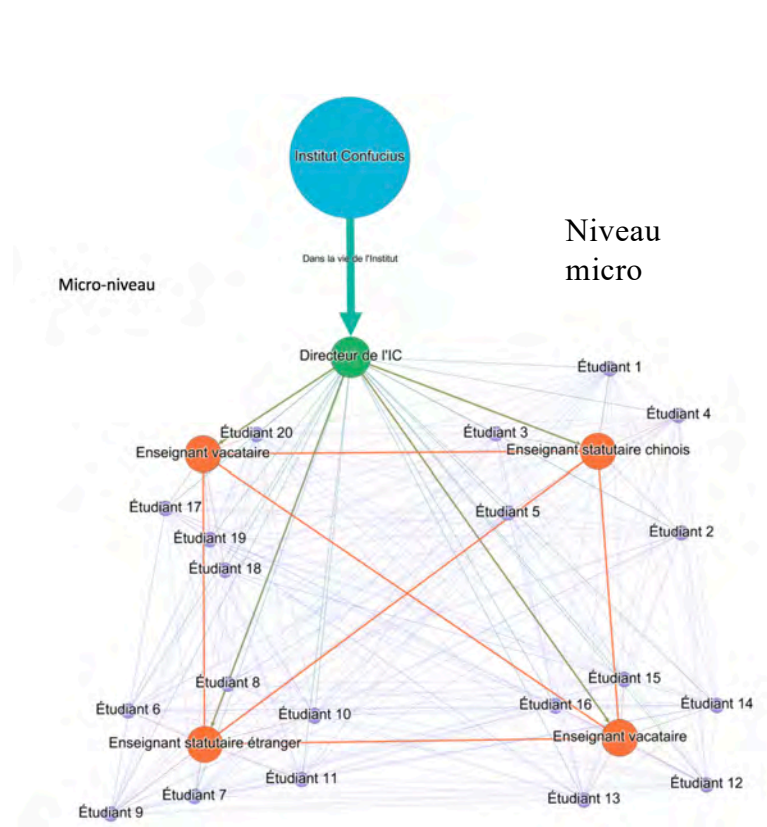 Institut Confucius
Niveau
micro
Dans la vie de l'Institut
Micro-niveau
Directeur de l'IC
Étudiant 1
Étudiant 4
Étudiant 20
Étudiant 3
Enseignant vacataire
Enseignant statutaire chinois
Étudiant 17
Étudiant 5
Étudiant 19
Étudiant 2
Étudiant 18
Étudiant 8
Étudiant 15
Étudiant 6
Étudiant 10
Étudiant 16
Étudiant 14
Enseignant statutaire étranger
Enseignant vacataire
Étudiant 11
Étudiant 12
Étudiant 7
Étudiant 13
Étudiant 9